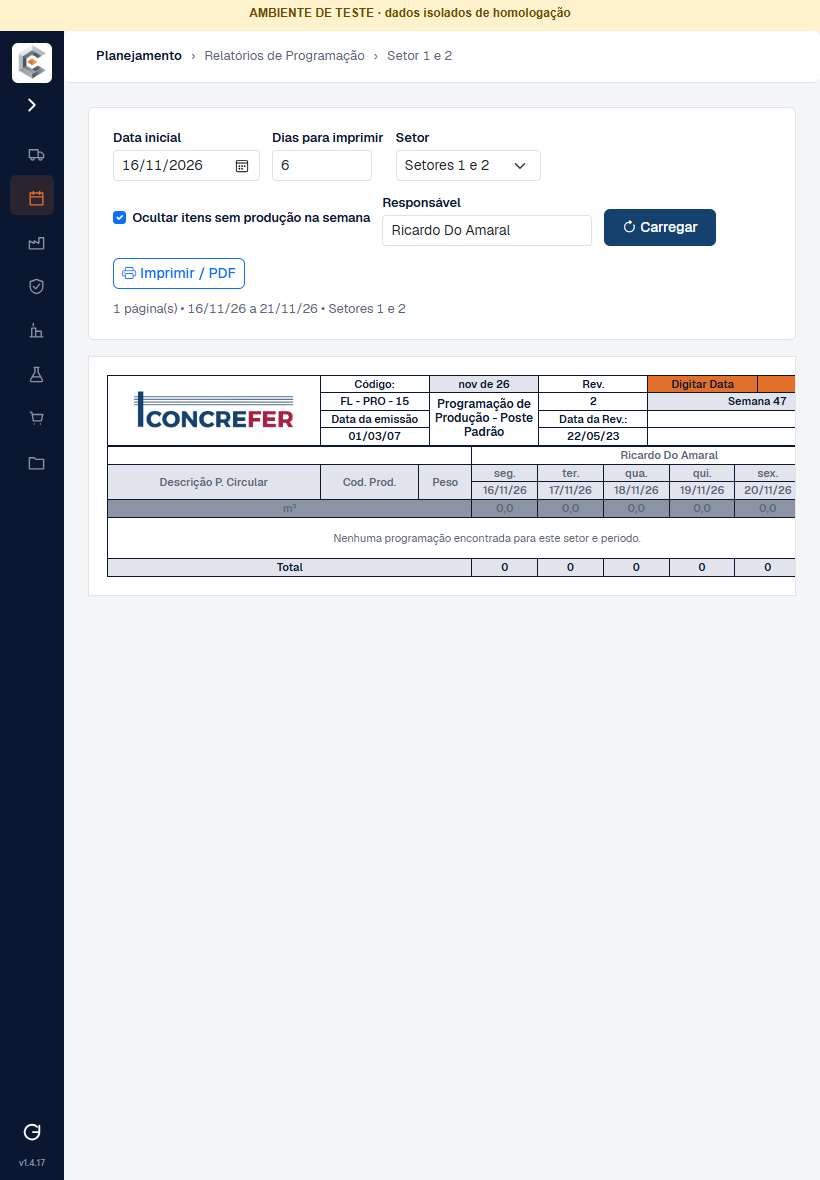 AMBIENTE DE TESTE · dados isolados de homologação
Planejamento › Relatórios de Programação › Setor 1 e 2
Data inicial Dias para imprimir Setor
16/11/2026 6 Setores 1 e 2
Responsável
Ocultar itens sem produção na semana Ricardo Do Amaral Carregar
Imprimir / PDF
1 página(s) • 16/11/26 a 21/11/26 • Setores 1 e 2
CONCREFER
Código: nov de 26 Rev. Digitar Data
FL - PRO - 15 Programação de Produção - Poste Padrão 2 Semana 47
Data da emissão Data da Rev.:
01/03/07 22/05/23
Ricardo Do Amaral
Descrição P. Circular Cod. Prod. Peso seg. ter. qua. qui. sex.
16/11/26 17/11/26 18/11/26 19/11/26 20/11/26
m³ 0,0 0,0 0,0 0,0 0,0
Nenhuma programação encontrada para este setor e período.
Total 0 0 0 0 0
v1.4.17